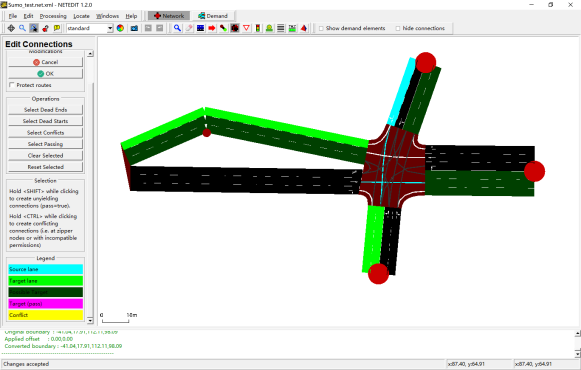 Sumo_test.net.xml - NETEDIT 1.2.0
File Edit Processing Locate Windows Help Network Demand
standard Show demand elements hide connections
Edit Connections
Modifications
Cancel
OK
Protect routes
Operations
Select Dead Ends
Select Dead Starts
Select Conflicts
Select Passing
Clear Selected
Reset Selected
Selection
Hold <SHIFT> while clicking
to create unyielding
connections (pass=true).
Hold <CTRL> while clicking
to create conflicting
connections (i.e. at zipper
nodes or with incompatible
permissions)
Legend
Source lane
Target lane
Target (pass)
Conflict
0 10m
Original boundary : -41.04,17.91,112.11,98.09
Applied offset : 0.00,0.00
Converted boundary : -41.04,17.91,112.11,98.09
Changes accepted
x:87.40, y:64.91 x:87.40, y:64.91